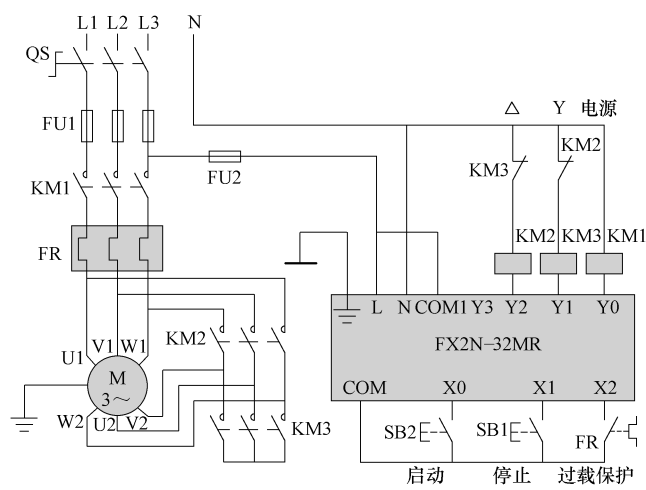 L1 L2 L3 N
QS
FU1
△ Y 电源
KM2
KM3
FU2
KM1
KM2 KM3 KM1
FR
L N COM1 Y3 Y2 Y1 Y0
KM2
FX2N-32MR
U1 V1 W1
M
3～
COM X0 X1 X2
W2 U2 V2
KM3
SB2 SB1 FR
启动 停止 过载保护